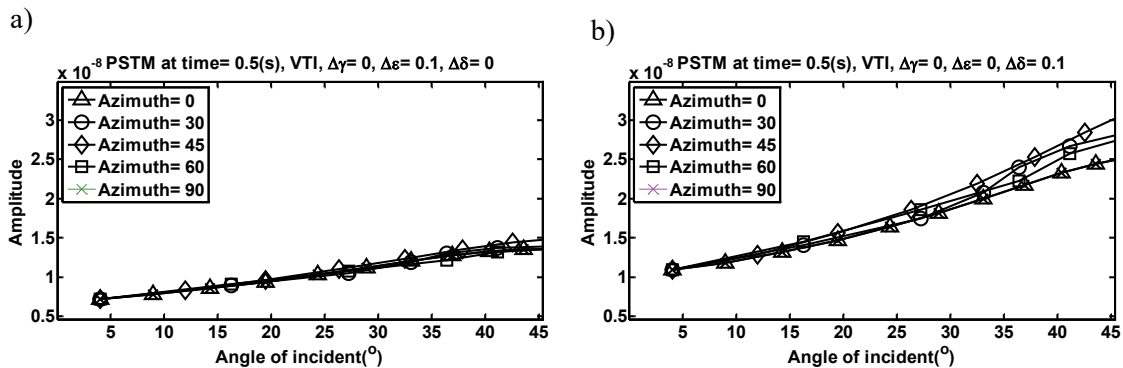 a)
x 10⁻⁸ PSTM at time= 0.5(s), VTI, Δγ= 0, Δε= 0.1, Δδ= 0
Azimuth= 0
Azimuth= 30
Azimuth= 45
Azimuth= 60
Azimuth= 90
Amplitude
3
2.5
2
1.5
1
0.5
5 10 15 20 25 30 35 40 45
Angle of incident(°)
b)
x 10⁻⁸ PSTM at time= 0.5(s), VTI, Δγ= 0, Δε= 0, Δδ= 0.1
Azimuth= 0
Azimuth= 30
Azimuth= 45
Azimuth= 60
Azimuth= 90
Amplitude
3
2.5
2
1.5
1
0.5
5 10 15 20 25 30 35 40 45
Angle of incident(°)